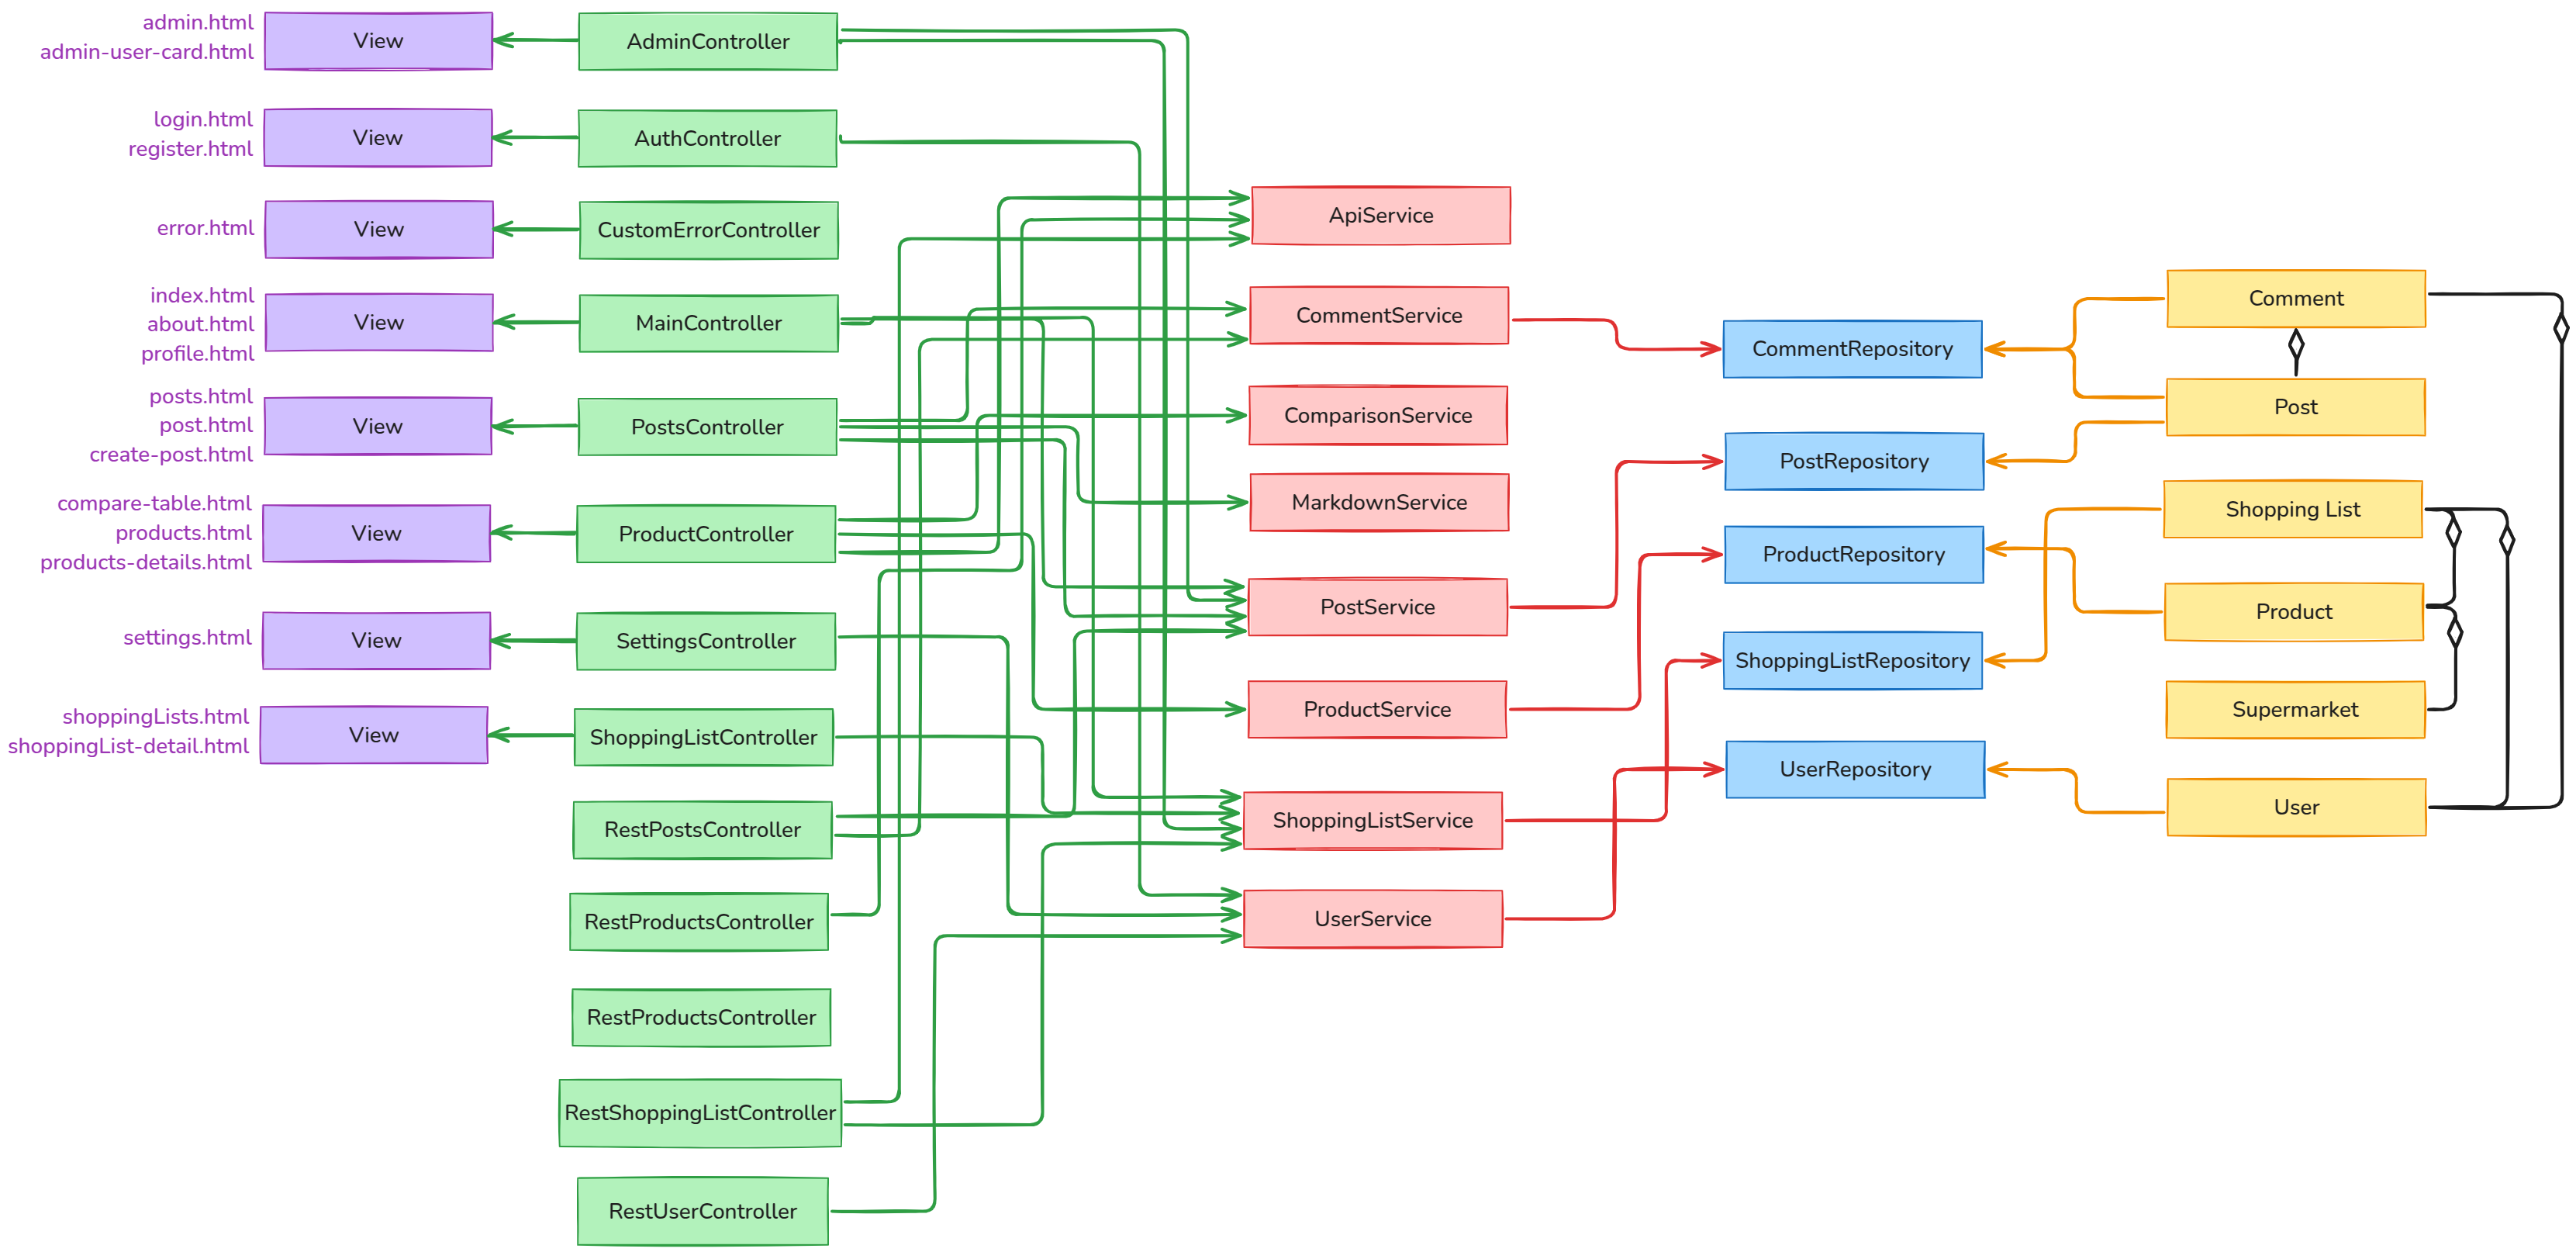 admin.html
admin-user-card.html
View
AdminController
login.html
register.html
View
AuthController
error.html
View
CustomErrorController
index.html
about.html
profile.html
View
MainController
posts.html
post.html
create-post.html
View
PostsController
compare-table.html
products.html
products-details.html
View
ProductController
settings.html
View
SettingsController
shoppingLists.html
shoppingList-detail.html
View
ShoppingListController
RestPostsController
RestProductsController
RestProductsController
RestShoppingListController
RestUserController
ApiService
CommentService
ComparisonService
MarkdownService
PostService
ProductService
ShoppingListService
UserService
CommentRepository
PostRepository
ProductRepository
ShoppingListRepository
UserRepository
Comment
Post
Shopping List
Product
Supermarket
User